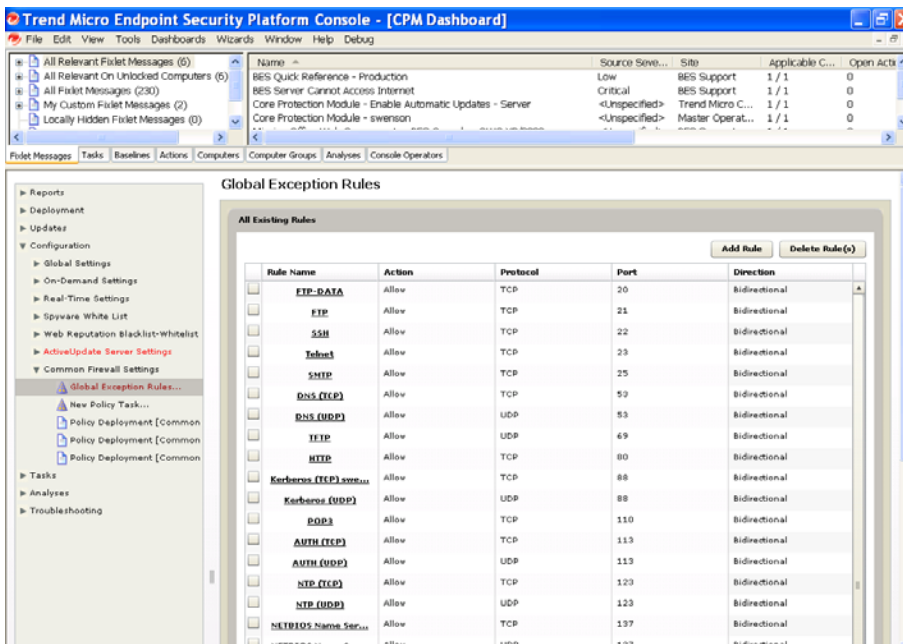 Trend Micro Endpoint Security Platform Console - [CPM Dashboard]
File Edit View Tools Dashboards Wizards Window Help Debug
All Relevant Fixlet Messages (6)
All Relevant On Unlocked Computers (6)
All Fixlet Messages (230)
My Custom Fixlet Messages (2)
Locally Hidden Fixlet Messages (0)
Name Source Seve... Site Applicable C... Open Actio
BES Quick Reference - Production Low BES Support 1 / 1 0
BES Server Cannot Access Internet Critical BES Support 1 / 1 0
Core Protection Module - Enable Automatic Updates - Server <Unspecified> Trend Micro C... 1 / 1 0
Core Protection Module - swenson <Unspecified> Master Operat... 1 / 1 0
Fixlet Messages Tasks Baselines Actions Computers Computer Groups Analyses Console Operators
Reports
Deployment
Updates
Configuration
Global Settings
On-Demand Settings
Real-Time Settings
Spyware White List
Web Reputation Blacklist-Whitelist
ActiveUpdate Server Settings
Common Firewall Settings
Global Exception Rules...
New Policy Task...
Policy Deployment [Common
Policy Deployment [Common
Policy Deployment [Common
Tasks
Analyses
Troubleshooting
Global Exception Rules
All Existing Rules
Add Rule Delete Rule(s)
Rule Name Action Protocol Port Direction
FTP-DATA Allow TCP 20 Bidirectional
FTP Allow TCP 21 Bidirectional
SSH Allow TCP 22 Bidirectional
Telnet Allow TCP 23 Bidirectional
SMTP Allow TCP 25 Bidirectional
DNS (TCP) Allow TCP 53 Bidirectional
DNS (UDP) Allow UDP 53 Bidirectional
TFTP Allow UDP 69 Bidirectional
HTTP Allow TCP 80 Bidirectional
Kerberos (TCP) swe... Allow TCP 88 Bidirectional
Kerberos (UDP) Allow UDP 88 Bidirectional
POP3 Allow TCP 110 Bidirectional
AUTH (TCP) Allow TCP 113 Bidirectional
AUTH (UDP) Allow UDP 113 Bidirectional
NTP (TCP) Allow TCP 123 Bidirectional
NTP (UDP) Allow UDP 123 Bidirectional
NETBIOS Name Ser... Allow TCP 137 Bidirectional